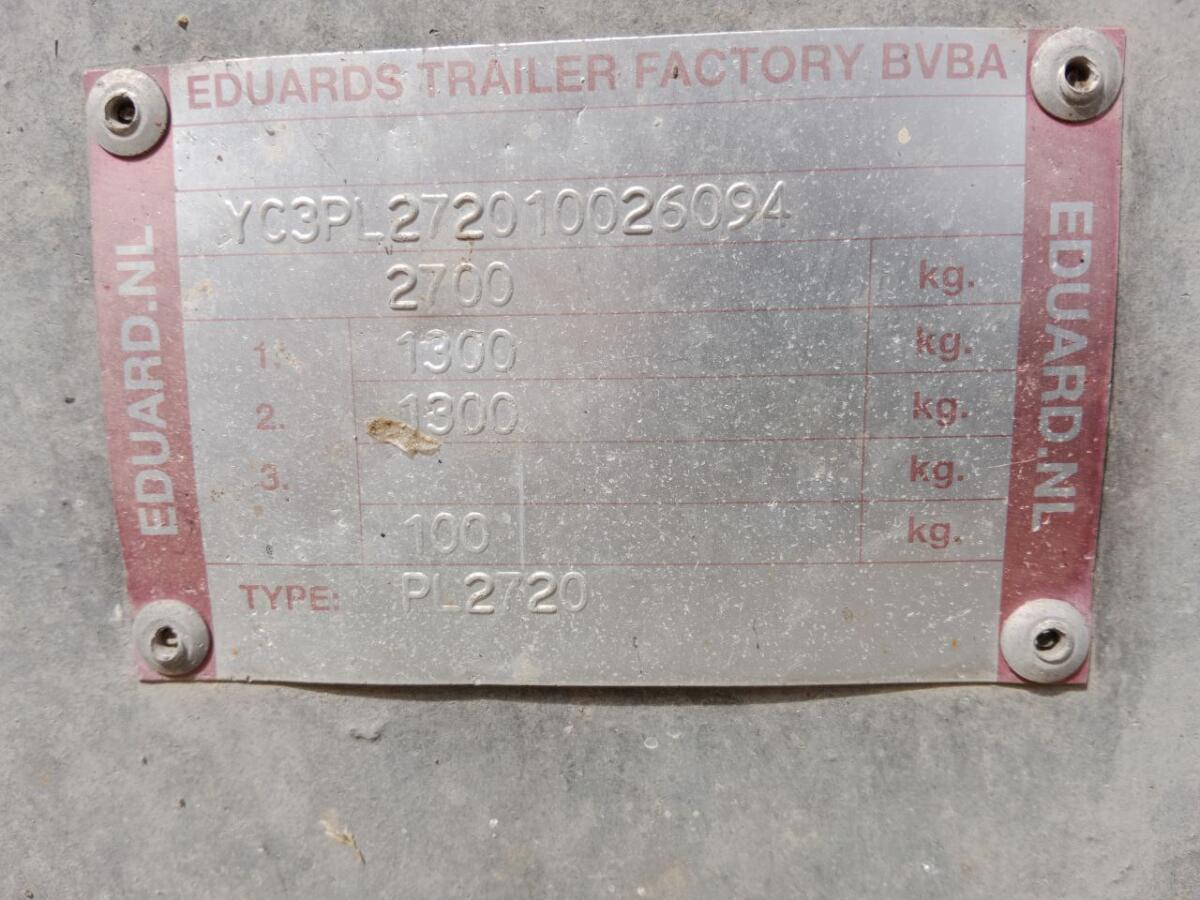 EDUARDS TRAILER FACTORY BVBA
YC3PL272010026094
2700 kg.
1. 1300 kg.
2. 1300 kg.
3. kg.
100 kg.
TYPE: PL2720
EDUARD.NL
EDUARD.NL